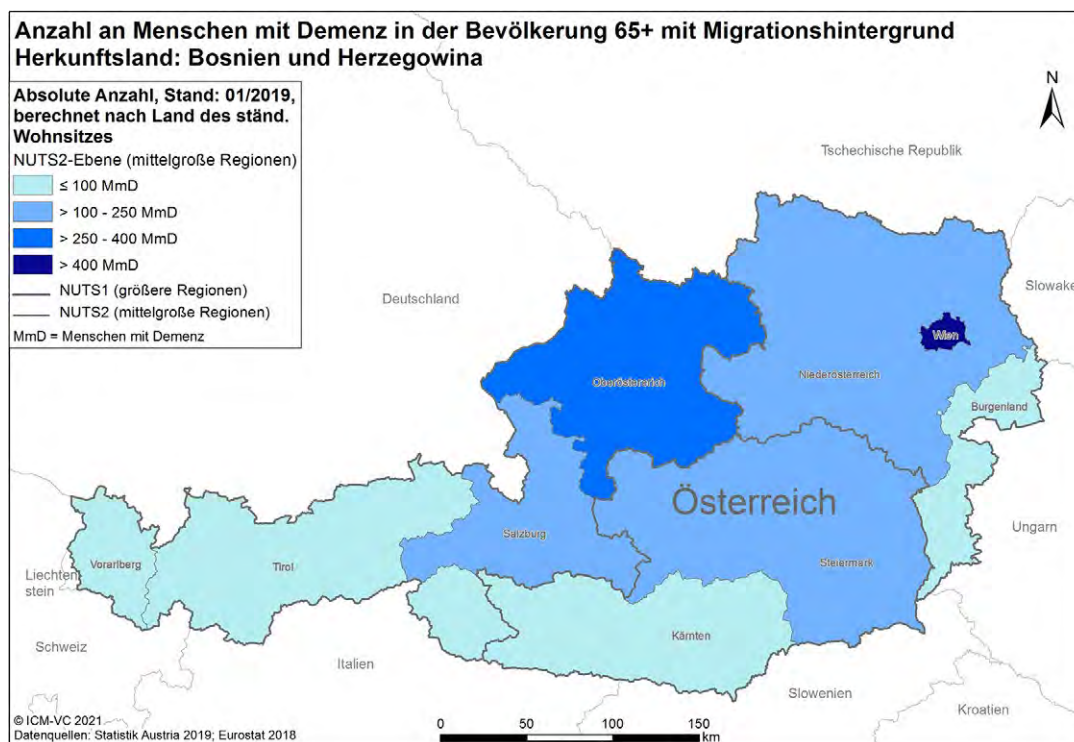 Anzahl an Menschen mit Demenz in der Bevölkerung 65+ mit Migrationshintergrund
Herkunftsland: Bosnien und Herzegowina
Absolute Anzahl, Stand: 01/2019,
berechnet nach Land des ständ.
Wohnsitzes
NUTS2-Ebene (mittelgroße Regionen)
≤ 100 MmD
> 100 - 250 MmD
> 250 - 400 MmD
> 400 MmD
NUTS1 (größere Regionen)
NUTS2 (mittelgroße Regionen)
MmD = Menschen mit Demenz
N
Tschechische Republik
Deutschland
Slowake
Wien
Oberöstereich
Niederösterreich
Burgenland
Österreich
Ungarn
Salzburg
Vorarlberg
Tirol
Steiermark
Liechten
stein
Kärnten
Schweiz
Italien
Slowenien
Kroatien
© ICM-VC 2021
Datenquellen: Statistik Austria 2019; Eurostat 2018
0 50 100 150
km